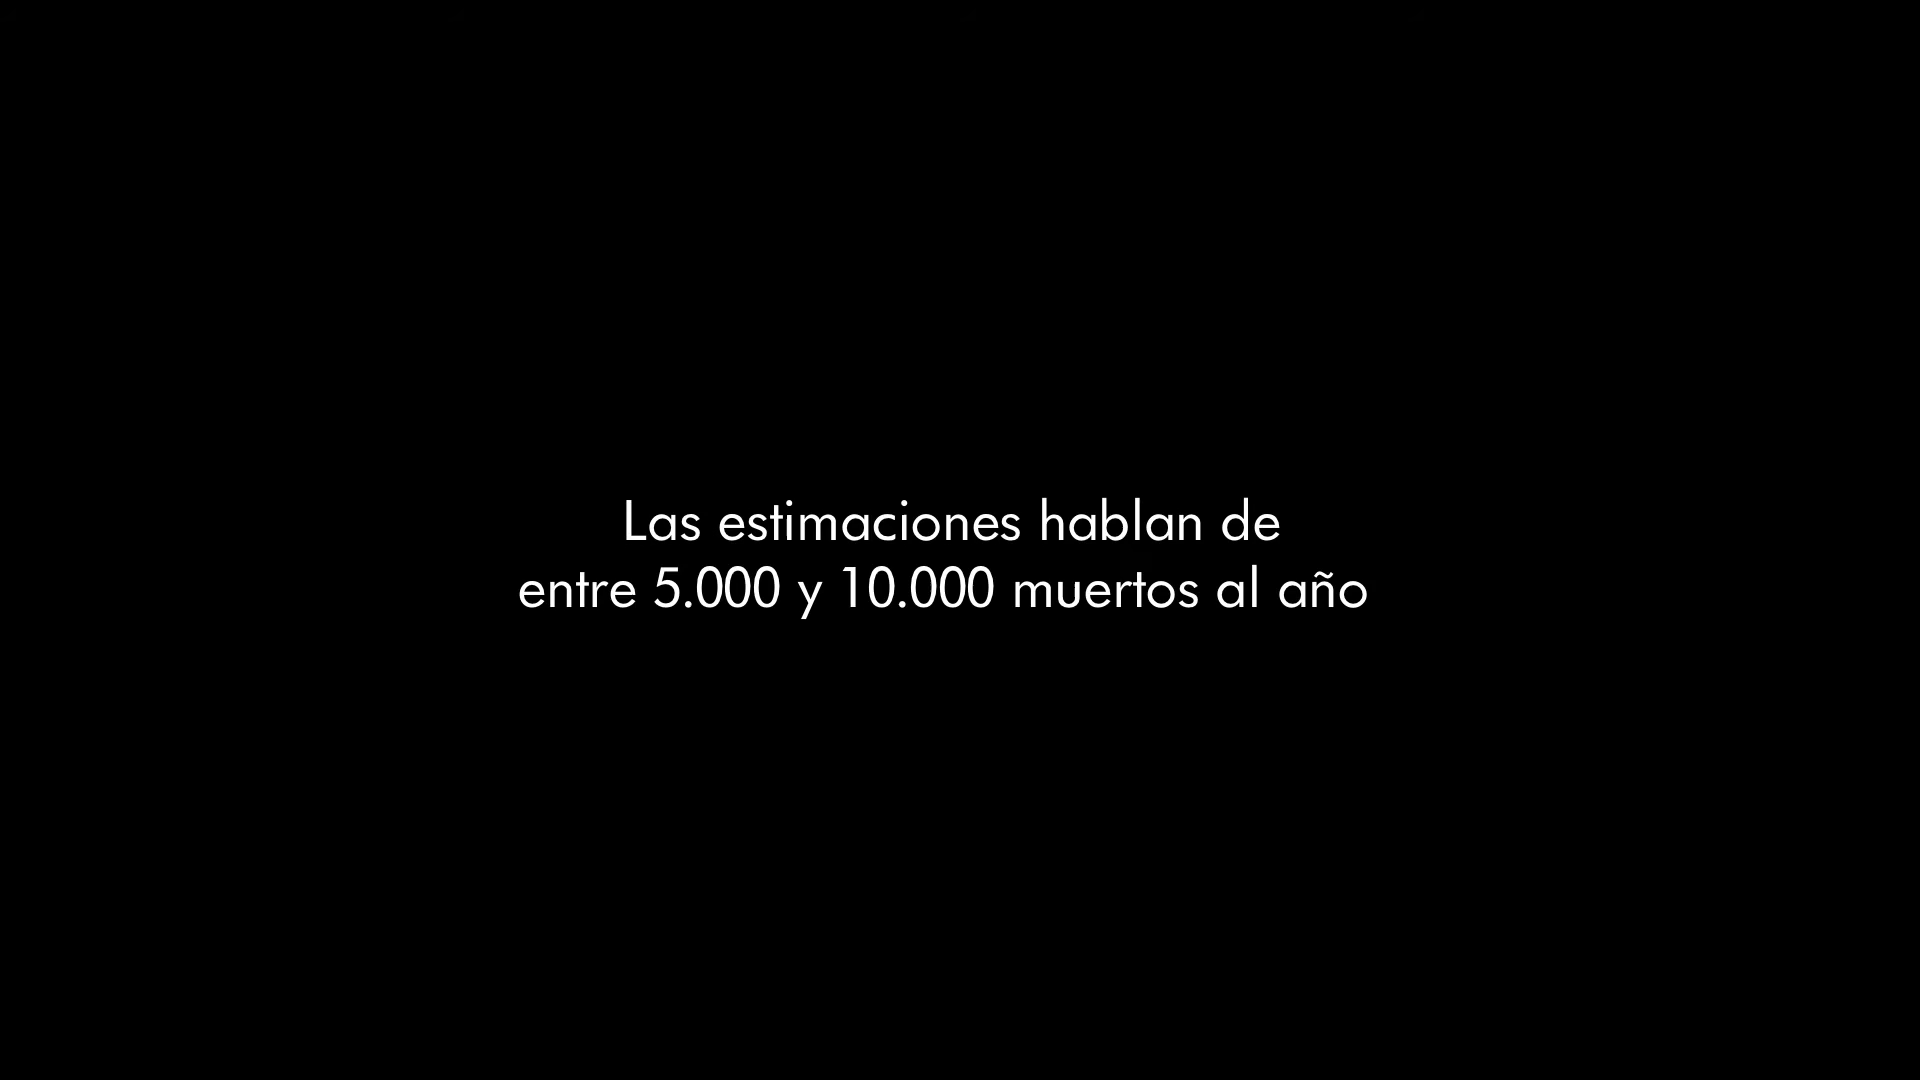 Las estimaciones hablan de
entre 5.000 y 10.000 muertos al año